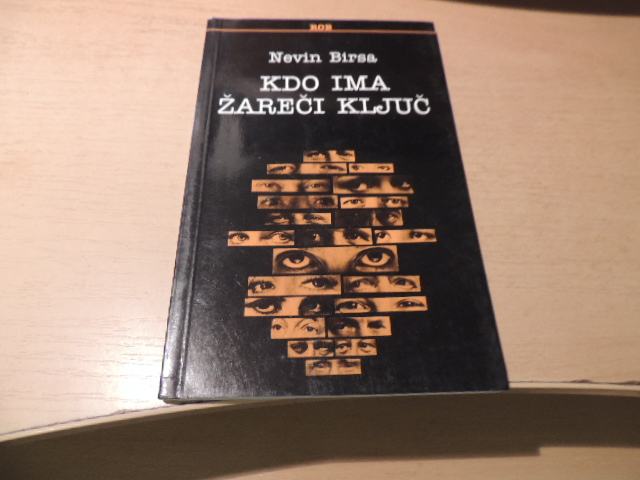 ROB
Nevin Birsa
KDO IMA
ŽAREČI KLJUČ